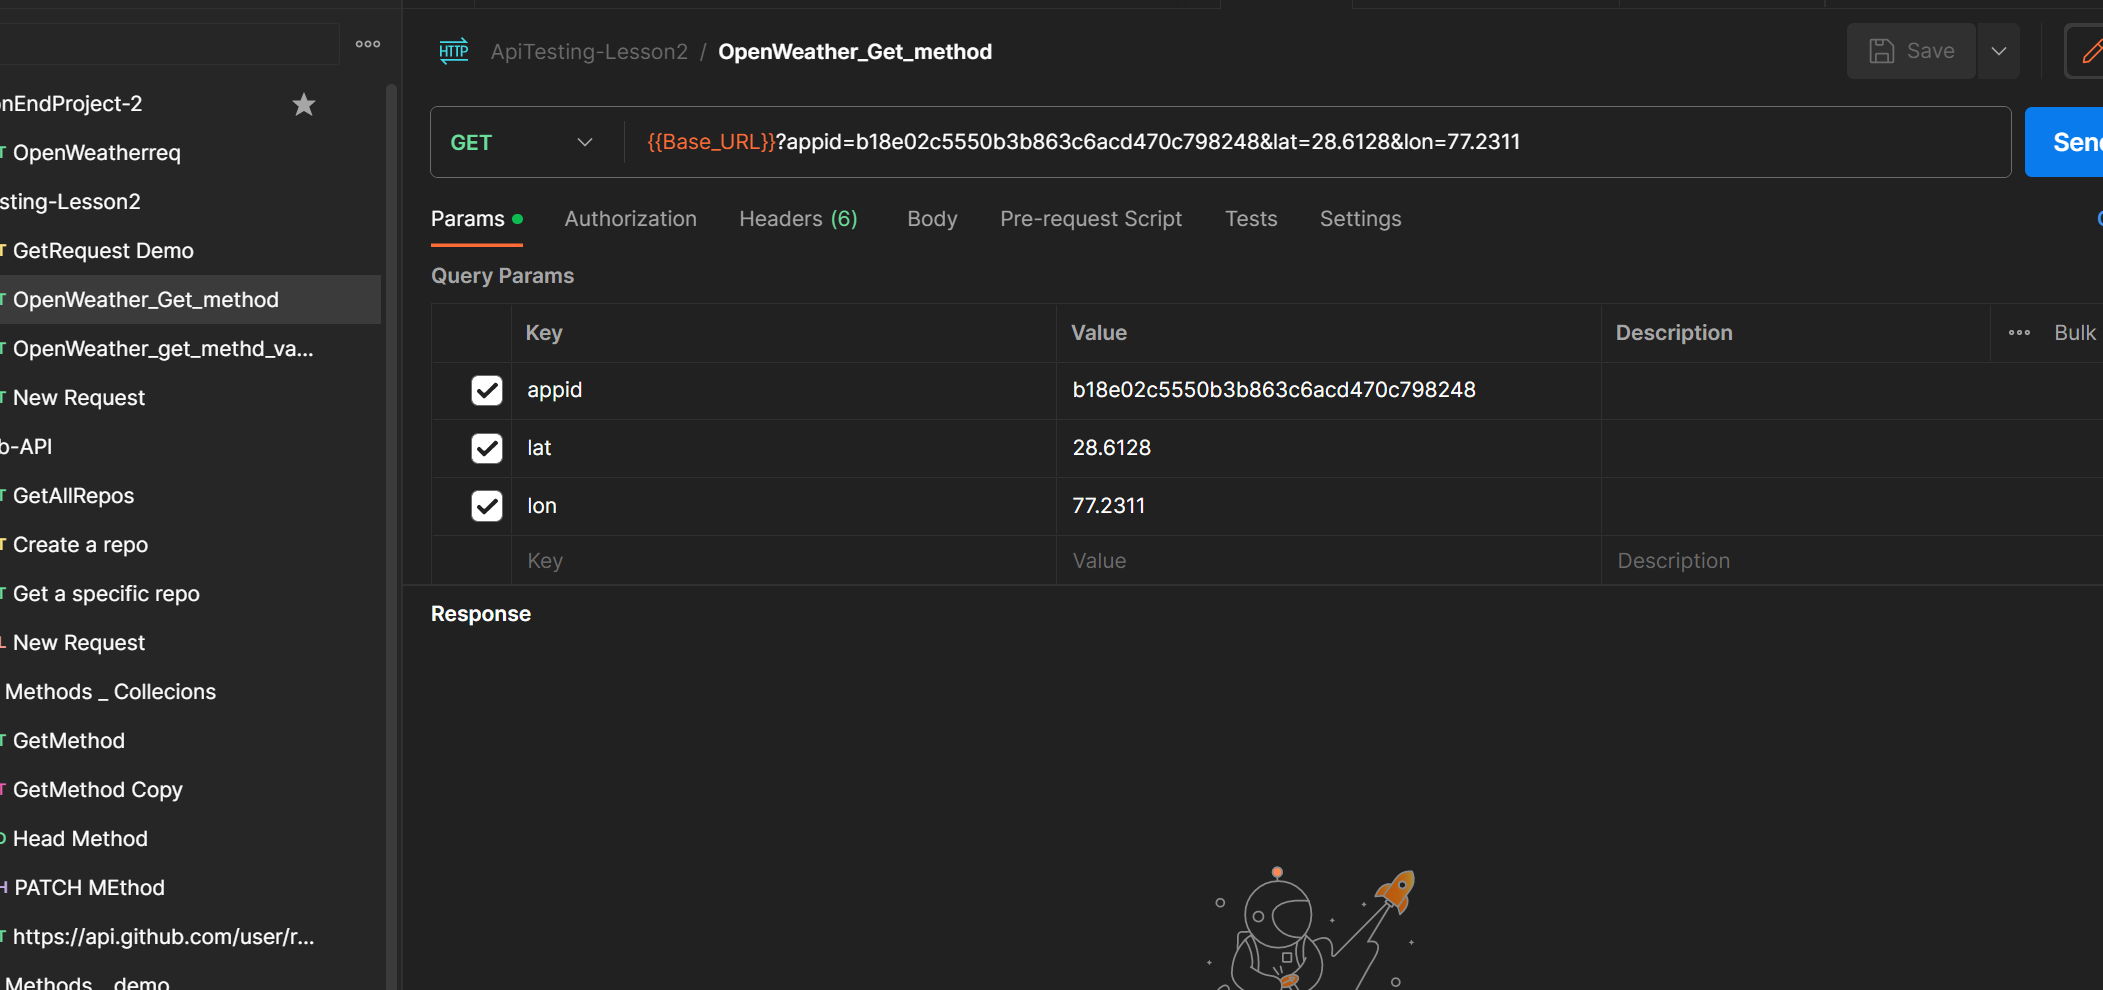 HTTP ApiTesting-Lesson2 / OpenWeather_Get_method
Save
onEndProject-2
OpenWeatherreq
sting-Lesson2
GetRequest Demo
OpenWeather_Get_method
OpenWeather_get_methd_va...
New Request
b-API
GetAllRepos
Create a repo
Get a specific repo
New Request
Methods _ Collecions
GetMethod
GetMethod Copy
Head Method
PATCH MEthod
https://api.github.com/user/r...
Methods _ demo
GET {{Base_URL}}?appid=b18e02c5550b3b863c6acd470c798248&lat=28.6128&lon=77.2311
Sen
Params Authorization Headers (6) Body Pre-request Script Tests Settings
Query Params
Key Value Description Bulk
appid b18e02c5550b3b863c6acd470c798248
lat 28.6128
lon 77.2311
Key Value Description
Response